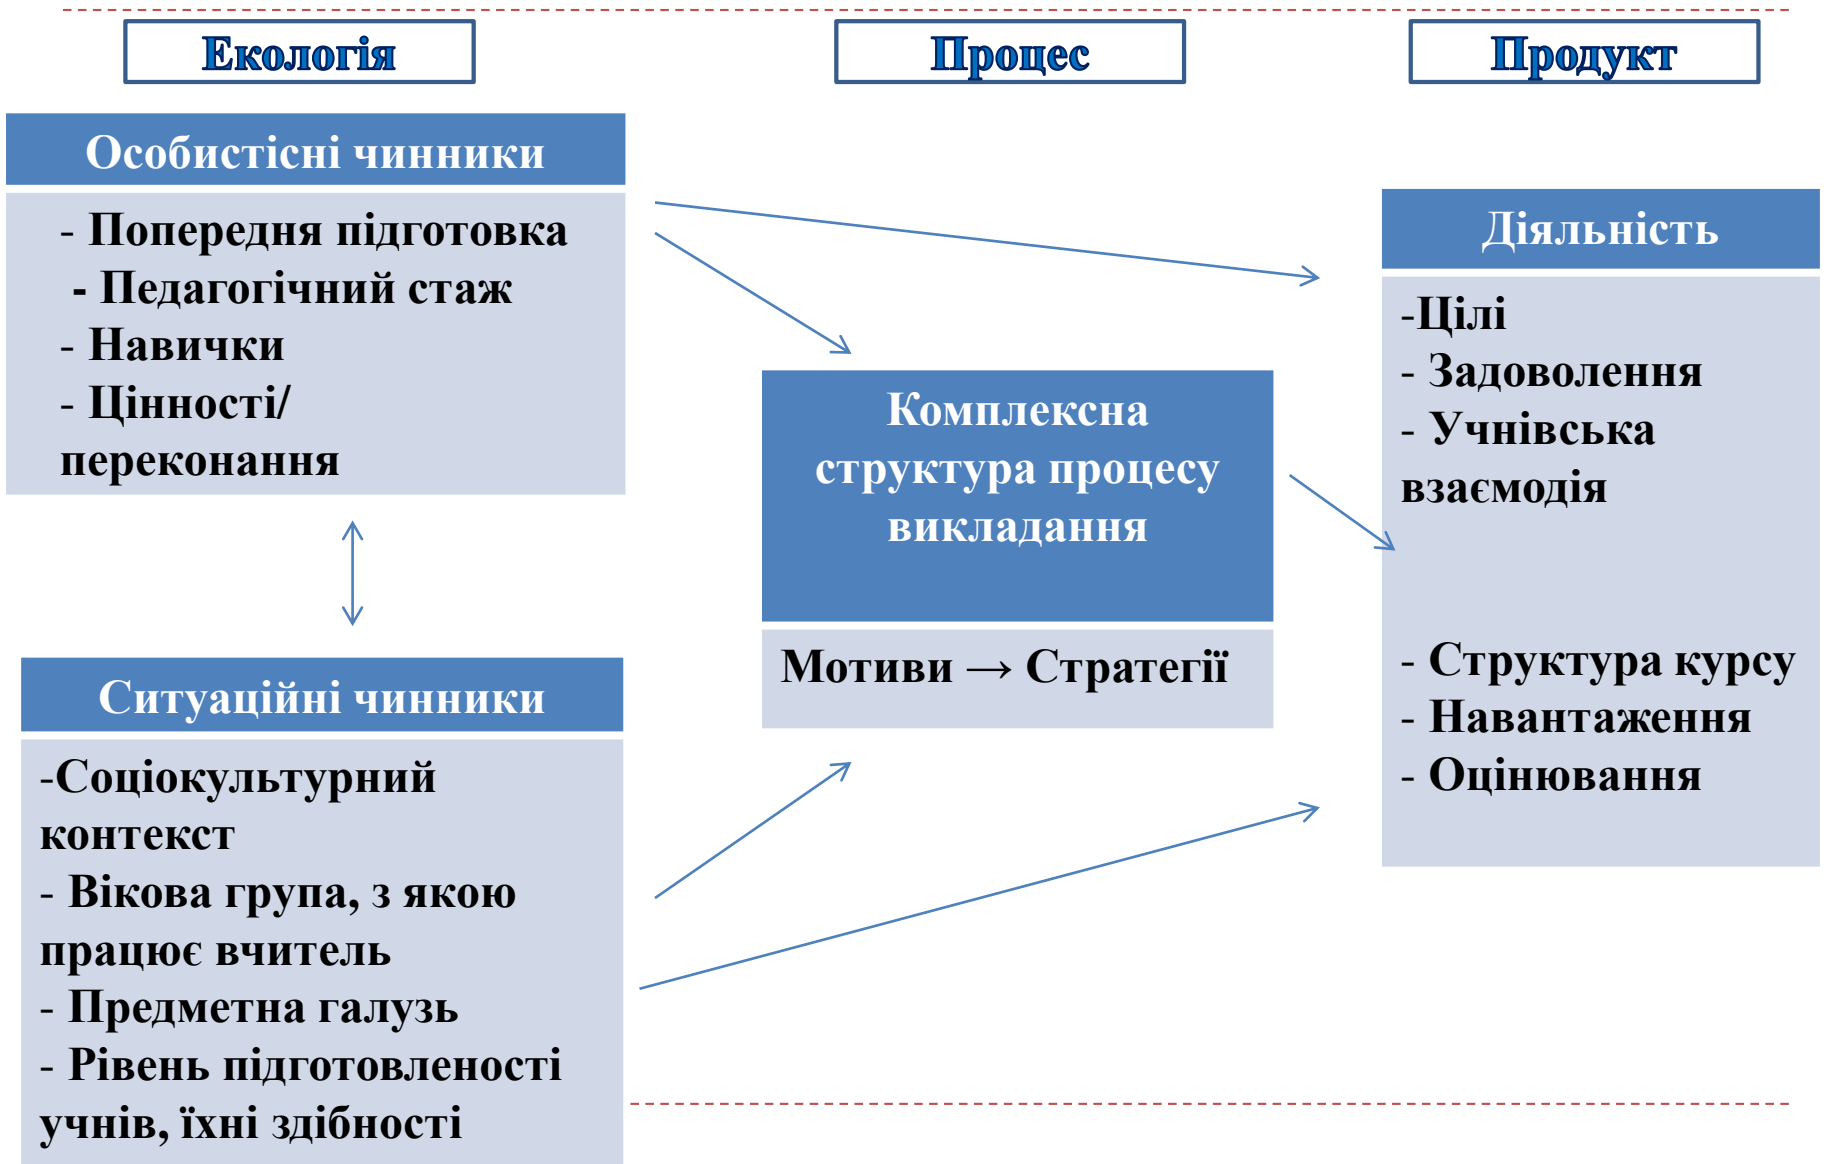 Екологія
Процес
Продукт
Особистісні чинники
- Попередня підготовка
- Педагогічний стаж
- Навички
- Цінності/
переконання
Ситуаційні чинники
-Соціокультурний
контекст
- Вікова група, з якою
працює вчитель
- Предметна галузь
- Рівень підготовленості
учнів, їхні здібності
Комплексна
структура процесу
викладання
Мотиви → Стратегії
Діяльність
-Цілі
- Задоволення
- Учнівська
взаємодія
- Структура курсу
- Навантаження
- Оцінювання